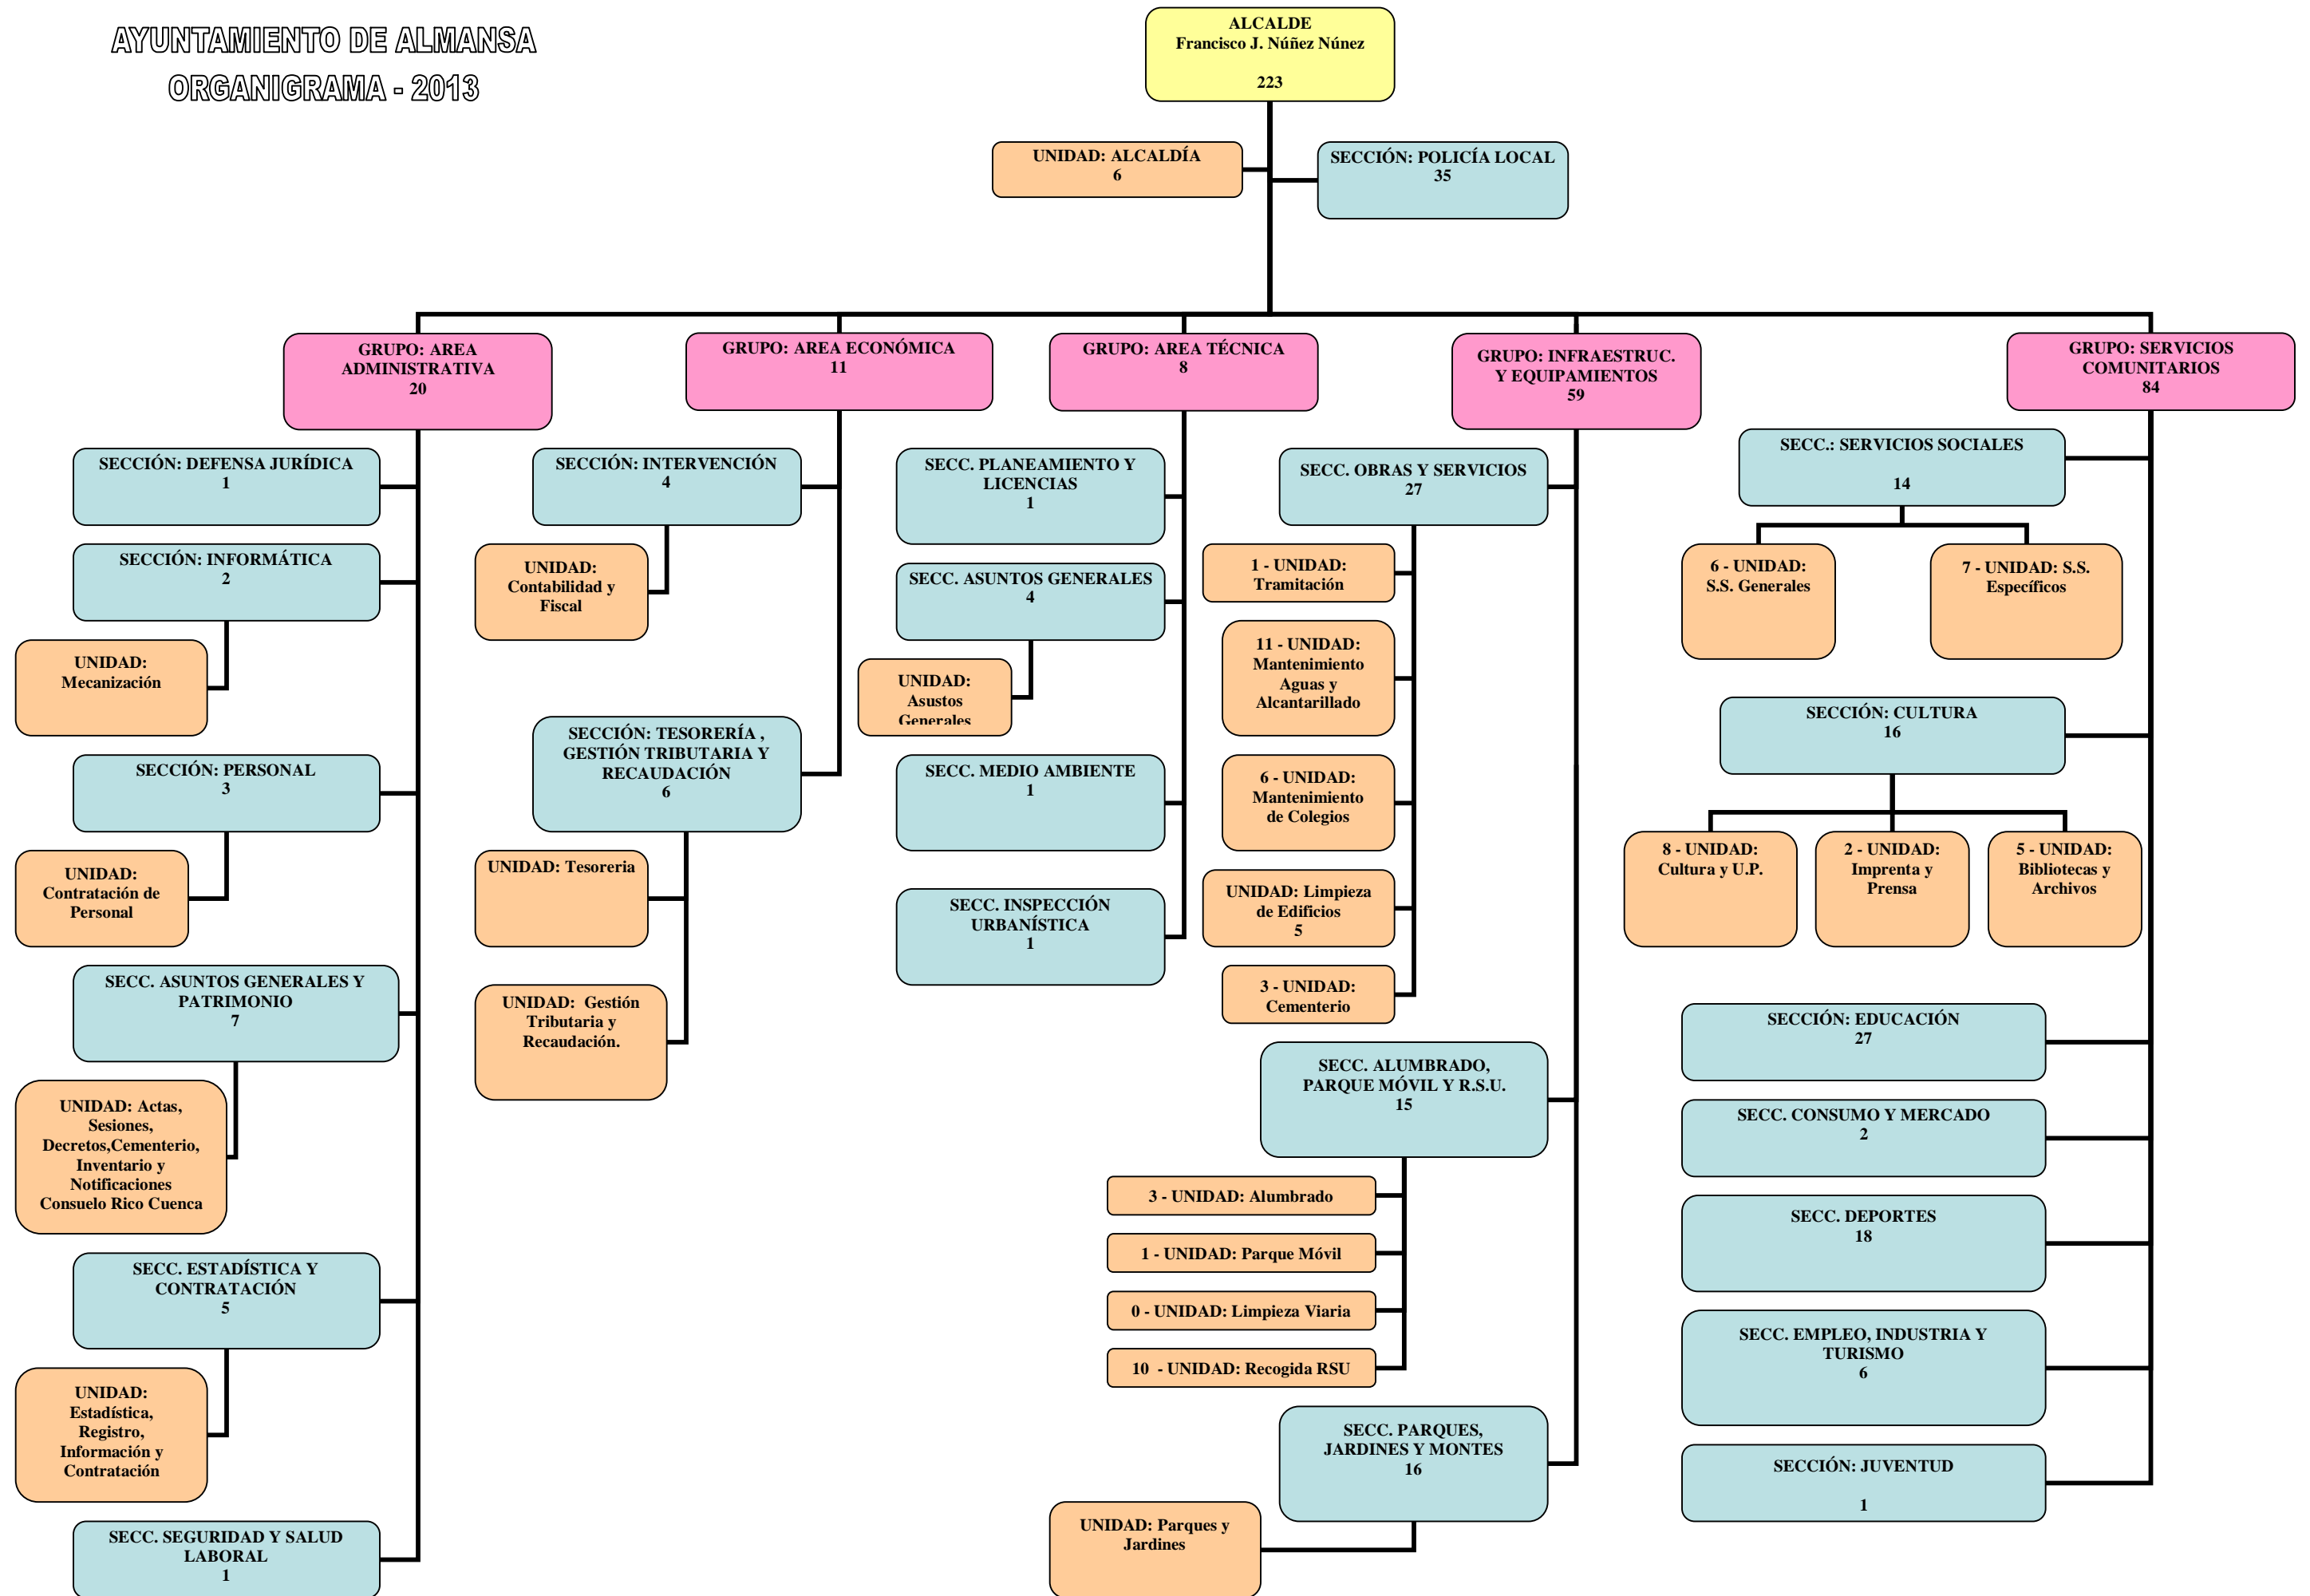 AYUNTAMIENTO DE ALMANSA
ORGANIGRAMA - 2013
ALCALDE
Francisco J. Núñez Núnez
223
UNIDAD: ALCALDÍA
6
SECCIÓN: POLICÍA LOCAL
35
GRUPO: AREA
ADMINISTRATIVA
20
SECCIÓN: DEFENSA JURÍDICA
1
SECCIÓN: INFORMÁTICA
2
UNIDAD:
Mecanización
SECCIÓN: PERSONAL
3
UNIDAD:
Contratación de
Personal
SECC. ASUNTOS GENERALES Y
PATRIMONIO
7
UNIDAD: Actas,
Sesiones,
Decretos,Cementerio,
Inventario y
Notificaciones
Consuelo Rico Cuenca
SECC. ESTADÍSTICA Y
CONTRATACIÓN
5
UNIDAD:
Estadística,
Registro,
Información y
Contratación
SECC. SEGURIDAD Y SALUD
LABORAL
1
GRUPO: AREA ECONÓMICA
11
SECCIÓN: INTERVENCIÓN
4
UNIDAD:
Contabilidad y
Fiscal
SECCIÓN: TESORERÍA ,
GESTIÓN TRIBUTARIA Y
RECAUDACIÓN
6
UNIDAD: Tesoreria
UNIDAD:  Gestión
Tributaria y
Recaudación.
GRUPO: AREA TÉCNICA
8
SECC. PLANEAMIENTO Y
LICENCIAS
1
SECC. ASUNTOS GENERALES
4
UNIDAD:
Asustos
Generales
SECC. MEDIO AMBIENTE
1
SECC. INSPECCIÓN
URBANÍSTICA
1
GRUPO: INFRAESTRUC.
Y EQUIPAMIENTOS
59
SECC. OBRAS Y SERVICIOS
27
1 - UNIDAD:
Tramitación
11 - UNIDAD:
Mantenimiento
Aguas y
Alcantarillado
6 - UNIDAD:
Mantenimiento
de Colegios
UNIDAD: Limpieza
de Edificios
5
3 - UNIDAD:
Cementerio
SECC. ALUMBRADO,
PARQUE MÓVIL Y R.S.U.
15
3 - UNIDAD: Alumbrado
1 - UNIDAD: Parque Móvil
0 - UNIDAD: Limpieza Viaria
10  - UNIDAD: Recogida RSU
SECC. PARQUES,
JARDINES Y MONTES
16
UNIDAD: Parques y
Jardines
GRUPO: SERVICIOS
COMUNITARIOS
84
SECC.: SERVICIOS SOCIALES
14
6 - UNIDAD:
S.S. Generales
7 - UNIDAD: S.S.
Específicos
SECCIÓN: CULTURA
16
8 - UNIDAD:
Cultura y U.P.
2 - UNIDAD:
Imprenta y
Prensa
5 - UNIDAD:
Bibliotecas y
Archivos
SECCIÓN: EDUCACIÓN
27
SECC. CONSUMO Y MERCADO
2
SECC. DEPORTES
18
SECC. EMPLEO, INDUSTRIA Y
TURISMO
6
SECCIÓN: JUVENTUD
1